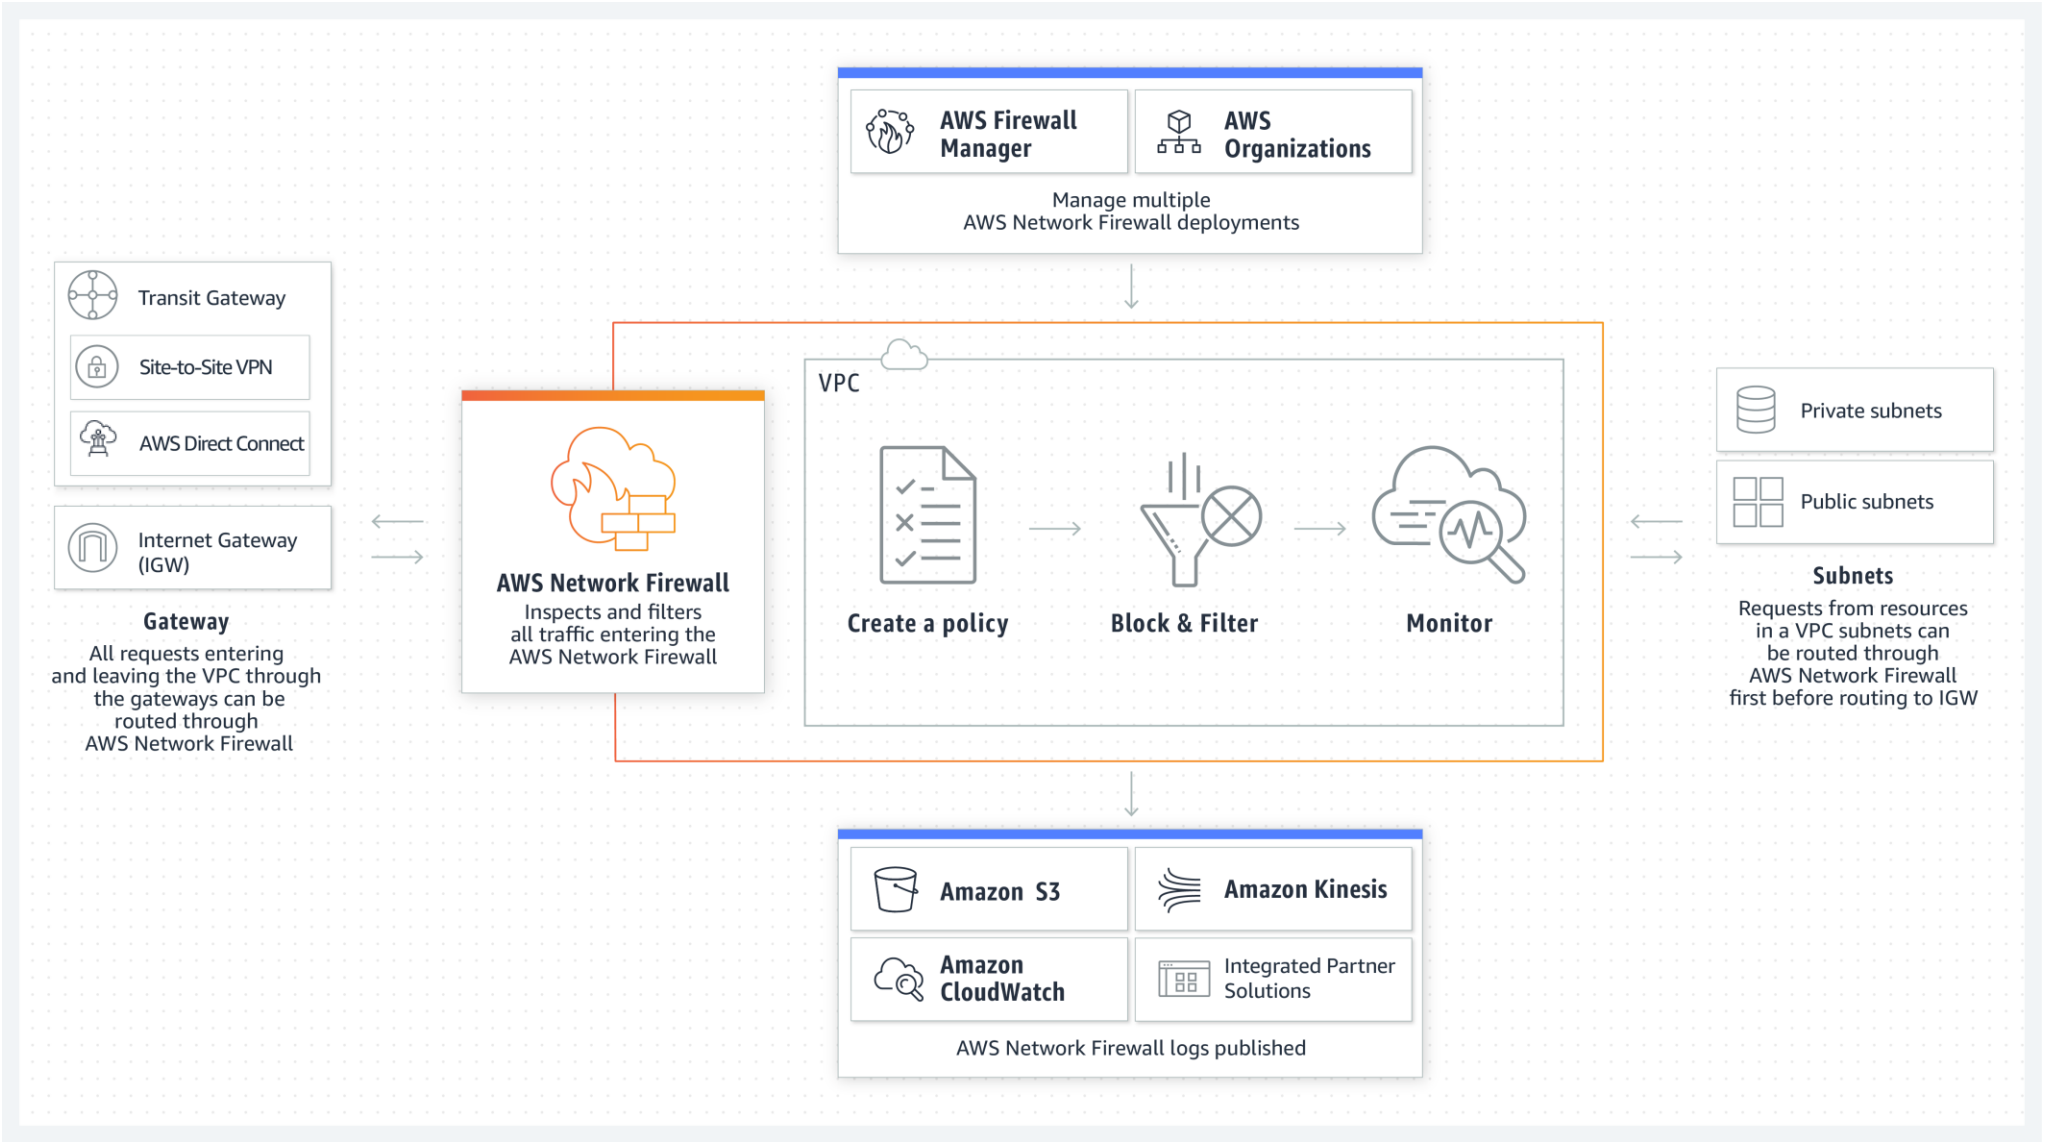 AWS Firewall
Manager
AWS
Organizations
Manage multiple
AWS Network Firewall deployments
Transit Gateway
Site-to-Site VPN
AWS Direct Connect
Internet Gateway
(IGW)
Gateway
All requests entering
and leaving the VPC through
the gateways can be
routed through
AWS Network Firewall
AWS Network Firewall
Inspects and filters
all traffic entering the
AWS Network Firewall
VPC
Create a policy
Block & Filter
Monitor
Private subnets
Public subnets
Subnets
Requests from resources
in a VPC subnets can
be routed through
AWS Network Firewall
first before routing to IGW
Amazon S3
Amazon Kinesis
Amazon
CloudWatch
Integrated Partner
Solutions
AWS Network Firewall logs published